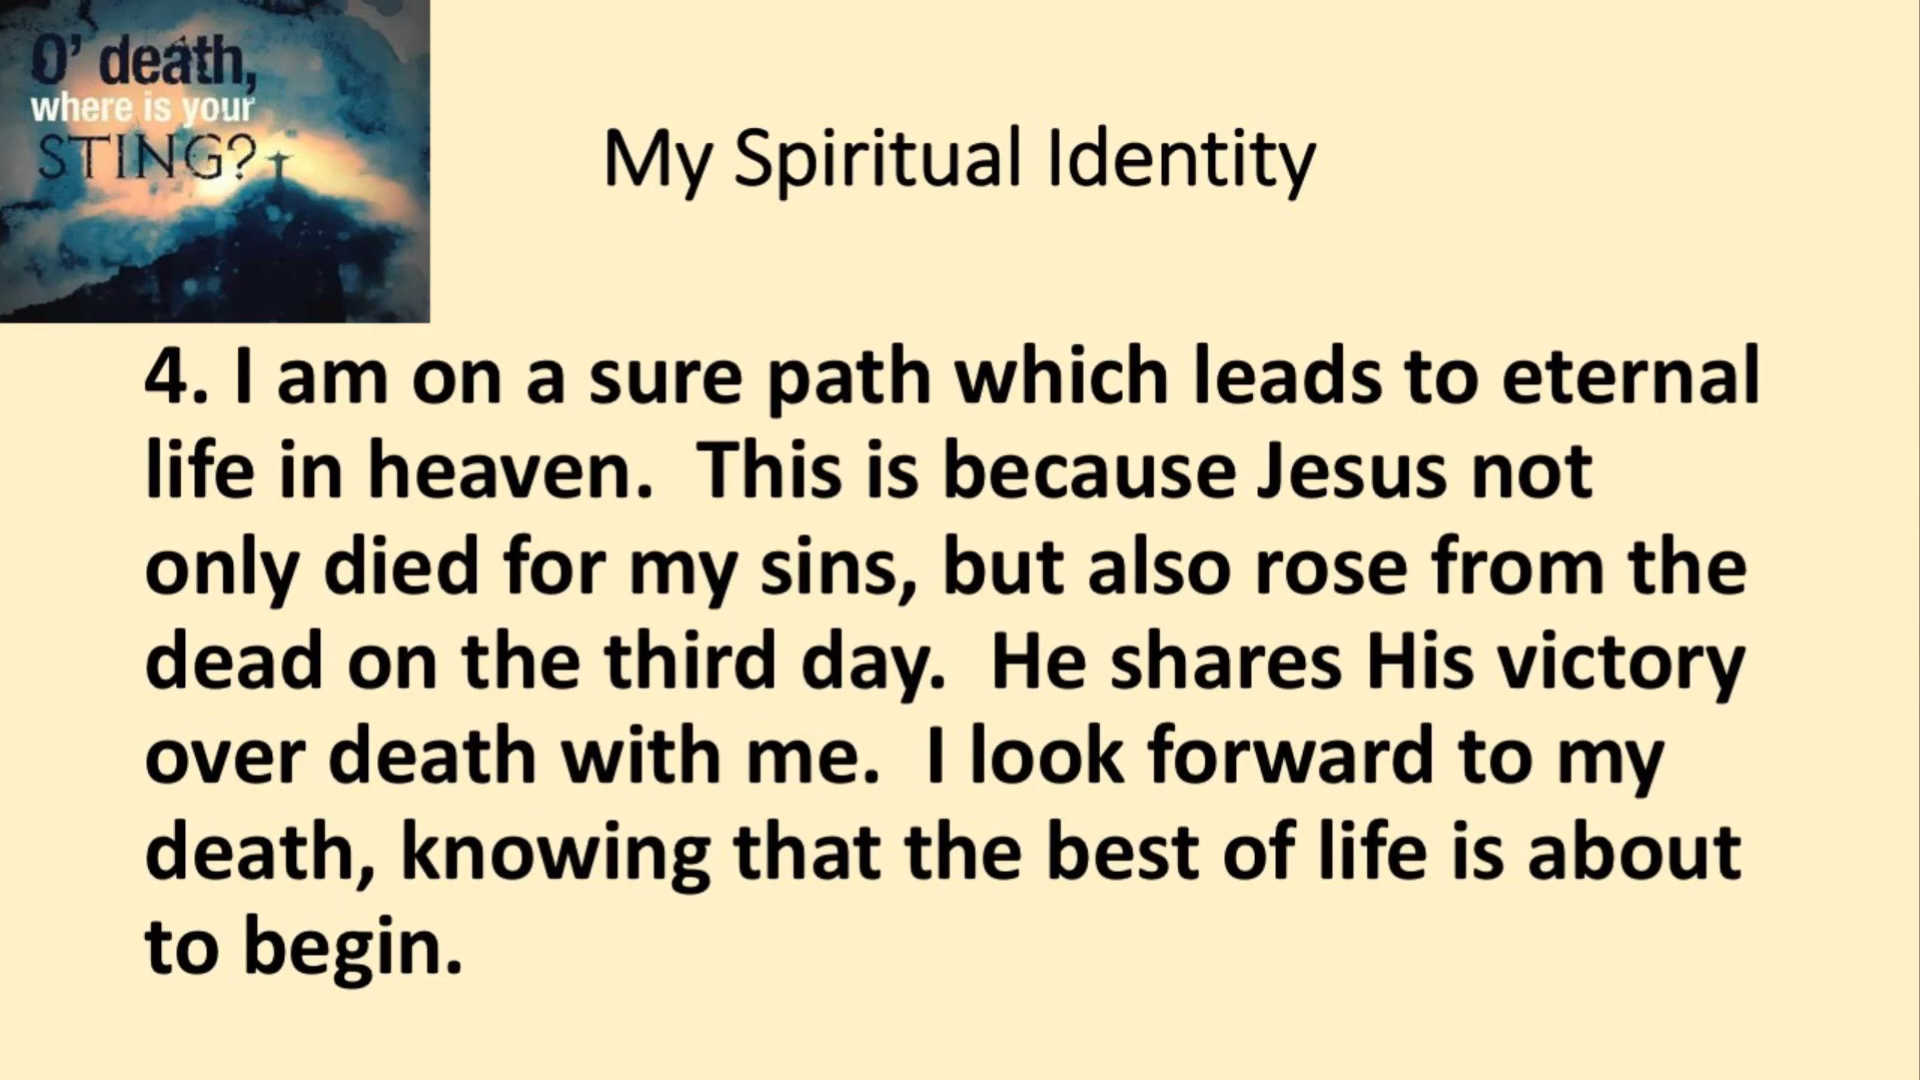 O' death,
where is your
STING?
My Spiritual Identity
4. I am on a sure path which leads to eternal
life in heaven.  This is because Jesus not
only died for my sins, but also rose from the
dead on the third day.  He shares His victory
over death with me.  I look forward to my
death, knowing that the best of life is about
to begin.